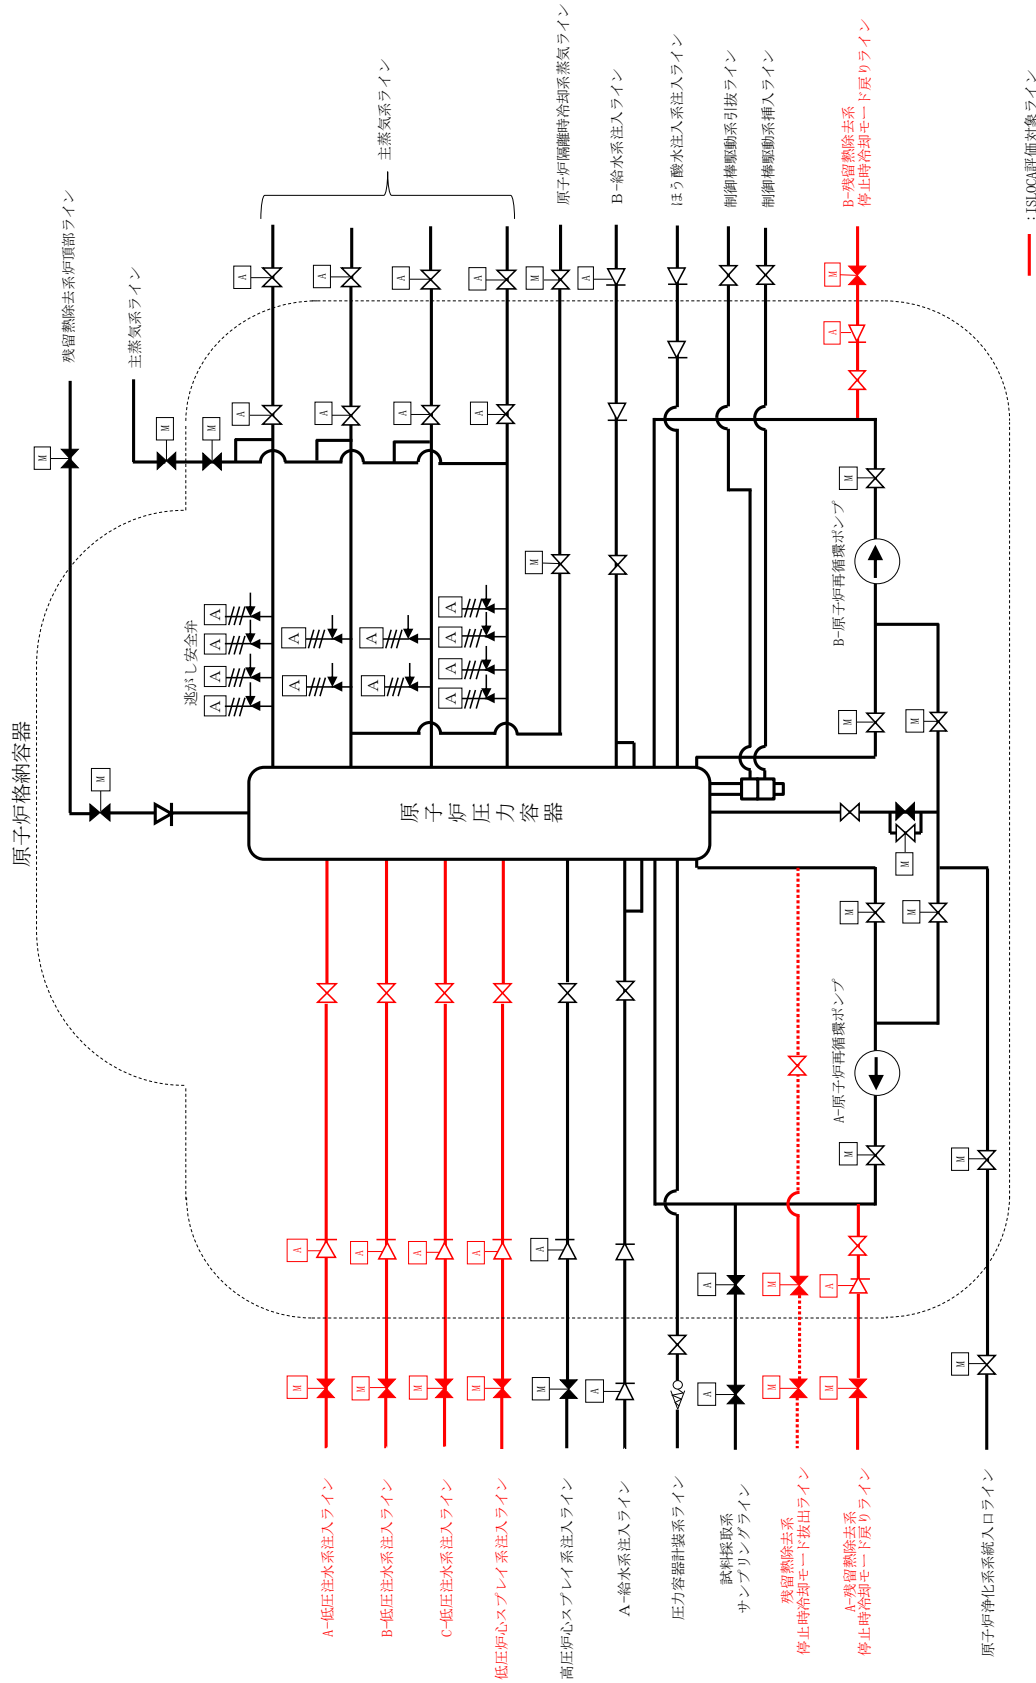 原子炉格納容器
残留熱除去系炉頂部ライン
主蒸気系ライン
主蒸気系ライン
原子炉隔離時冷却系蒸気ライン
B-給水系注入ライン
ほう酸水注入系注入ライン
制御棒駆動系引抜ライン
制御棒駆動系挿入ライン
B-残留熱除去系
停止時冷却モード戻りライン
:ISLOCA評価対象ライン
M
M
M
M
A
A
A
A
M
A
M
A
A
A
A
A
M
M
逃がし安全弁
A
A
A
A
A
A
A
A
A
A
A
A
B-原子炉再循環ポンプ
M
M
M
原子炉圧力容器
M
M
M
A-原子炉再循環ポンプ
M
M
A
A
A
A
A
A
M
A
M
M
M
M
M
A
A
M
M
M
A-低圧注水系注入ライン
B-低圧注水系注入ライン
C-低圧注水系注入ライン
低圧炉心スプレイ系注入ライン
高圧炉心スプレイ系注入ライン
A-給水系注入ライン
圧力容器計装系ライン
試料採取系
サンプリングライン
残留熱除去系
停止時冷却モード抜出ライン
A-残留熱除去系
停止時冷却モード戻りライン
原子炉浄化系系統入口ライン